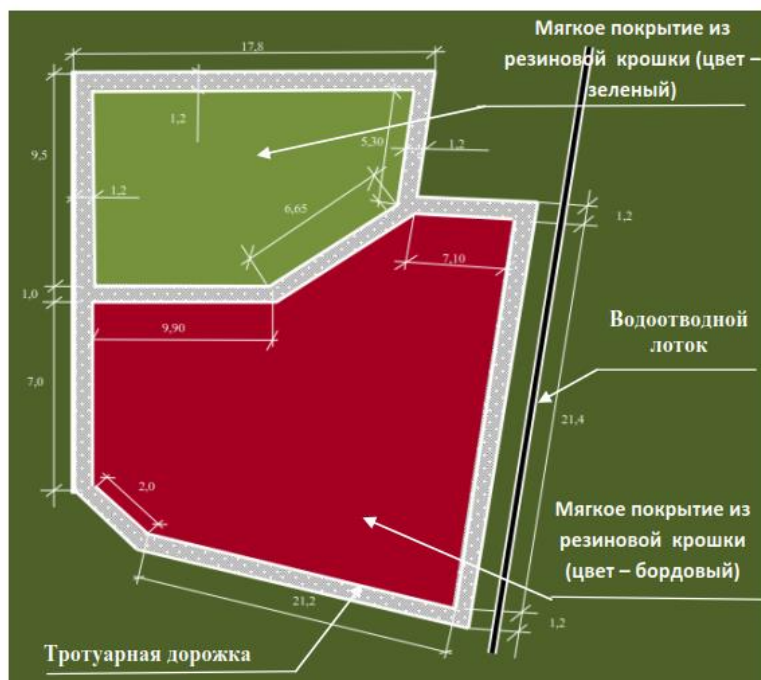 Мягкое покрытие из
резиновой крошки (цвет –
зеленый)
17,8
1,2
9,5
5,30
1,2
1,2
6,65
1,2
7,10
1,0
9,90
Водоотводной
лоток
7,0
21,4
2,0
Мягкое покрытие из
резиновой крошки
(цвет – бордовый)
21,2
1,2
Тротуарная дорожка